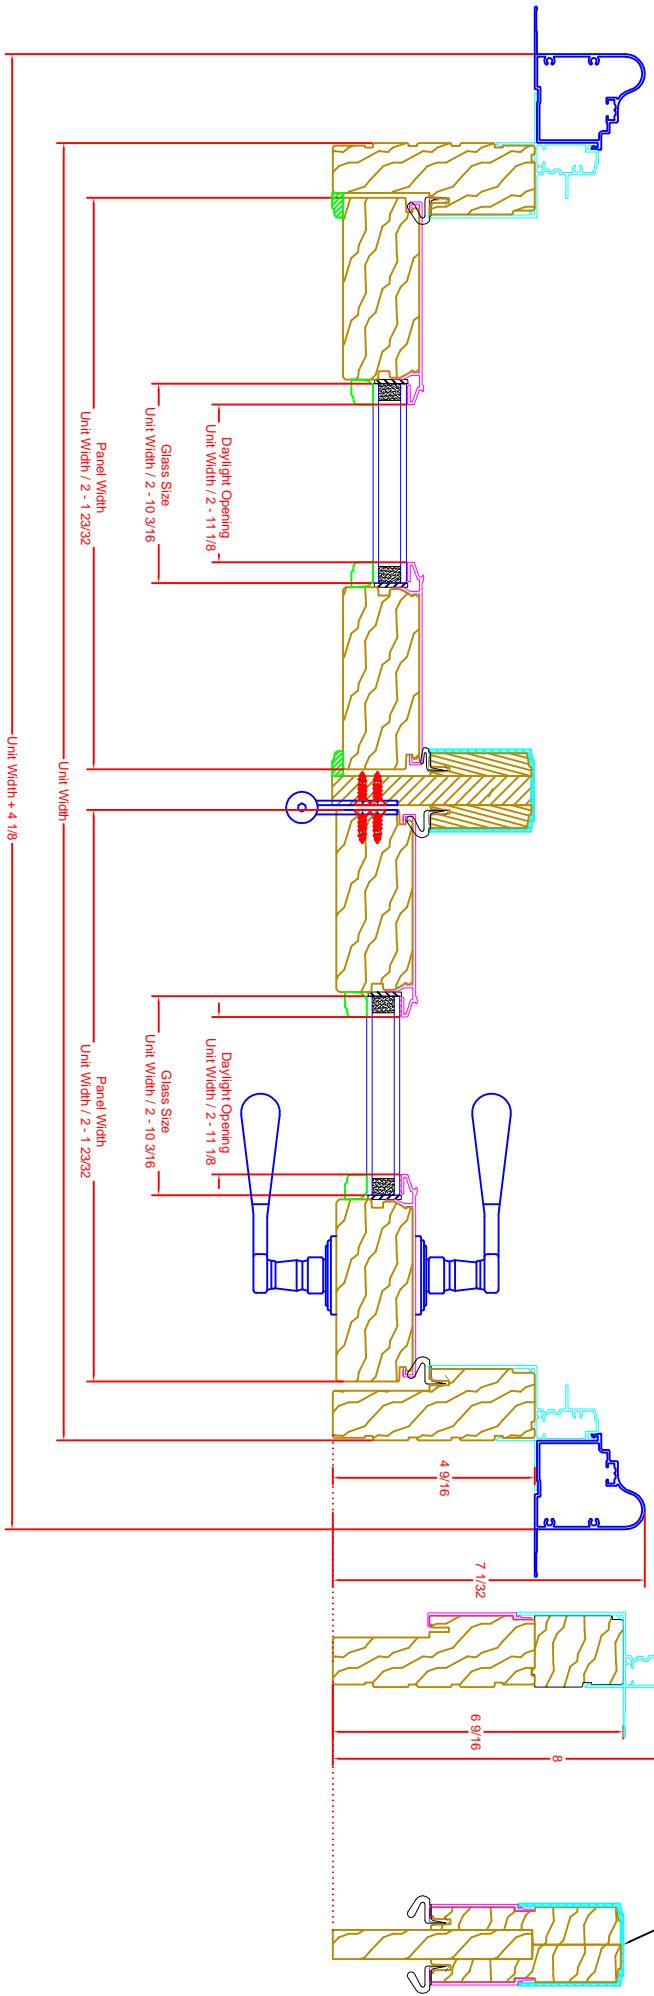 Daylight Opening
Unit Width / 2 - 11 1/8
Glass Size
Unit Width / 2 - 10 3/16
Panel Width
Unit Width / 2 - 1 23/32
Unit Width
Unit Width + 4 1/8
Daylight Opening
Unit Width / 2 - 11 1/8
Glass Size
Unit Width / 2 - 10 3/16
Panel Width
Unit Width / 2 - 1 23/32
4 9/16
7 1/32
6 9/16
8